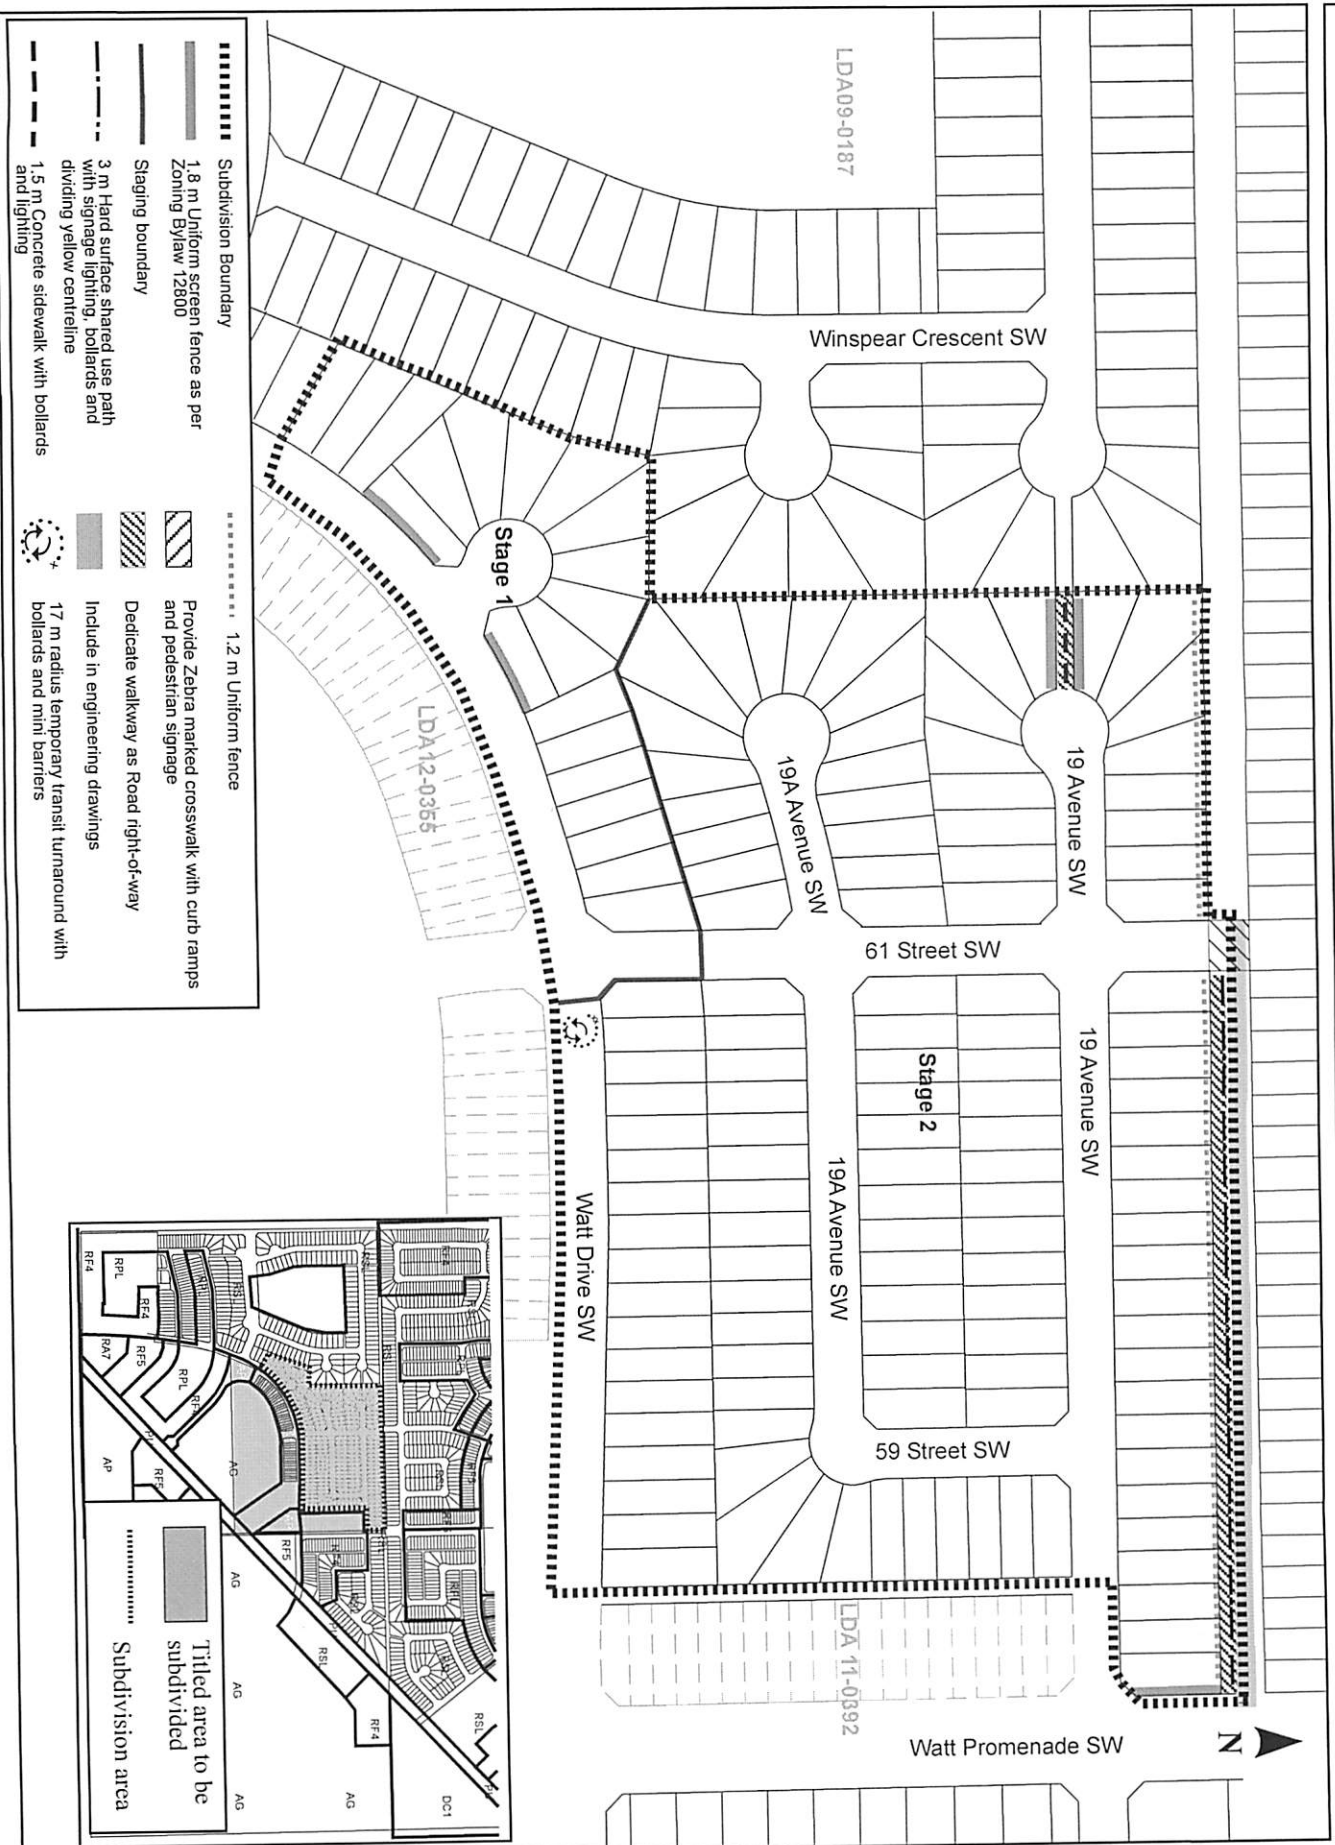 LDA09-0187
Winspear Crescent SW
Stage 1
LDA12-0355
19A Avenue SW
19 Avenue SW
61 Street SW
Stage 2
19 Avenue SW
19A Avenue SW
Watt Drive SW
59 Street SW
LDA 11-0392
Watt Promenade SW
N
Subdivision Boundary
1.8 m Uniform screen fence as per
Zoning Bylaw 12800
Staging boundary
3 m Hard surface shared use path
with signage lighting, bollards and
dividing yellow centreline
1.5 m Concrete sidewalk with bollards
and lighting
1.2 m Uniform fence
Provide Zebra marked crosswalk with curb ramps
and pedestrian signage
Dedicate walkway as Road right-of-way
Include in engineering drawings
17 m radius temporary transit turnaround with
bollards and mini barriers
RF4
RPL
RF4
RA7
RF5
RPL
AP
RF5
AG
RF5
AG
AG
AG
AG
RSL
RF4
RSL
DC1
Titled area to be
subdivided
Subdivision area